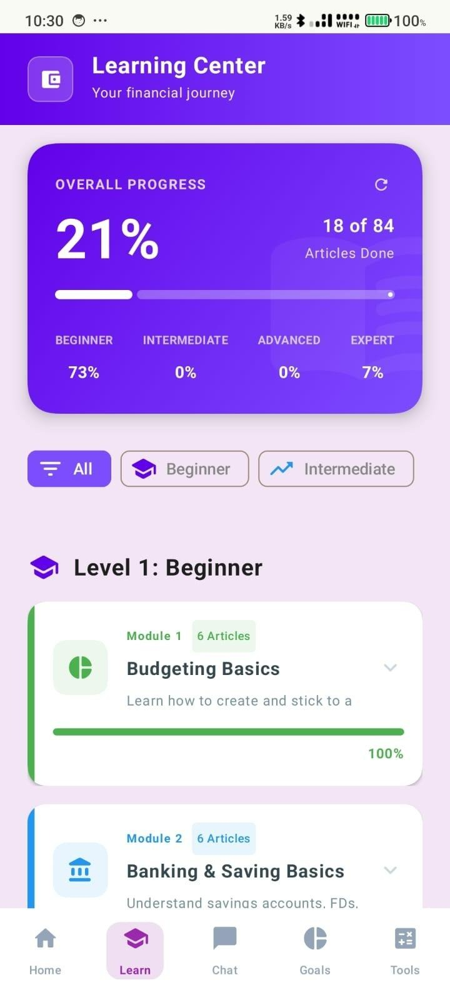 10:30 ...
1.59 KB/s WIFI 100%
Learning Center
Your financial journey
OVERALL PROGRESS
21%
18 of 84
Articles Done
BEGINNER INTERMEDIATE ADVANCED EXPERT
73% 0% 0% 7%
All Beginner Intermediate
Level 1: Beginner
Module 1 6 Articles
Budgeting Basics
Learn how to create and stick to a
100%
Module 2 6 Articles
Banking & Saving Basics
Understand savings accounts, FDs,
Home Learn Chat Goals Tools